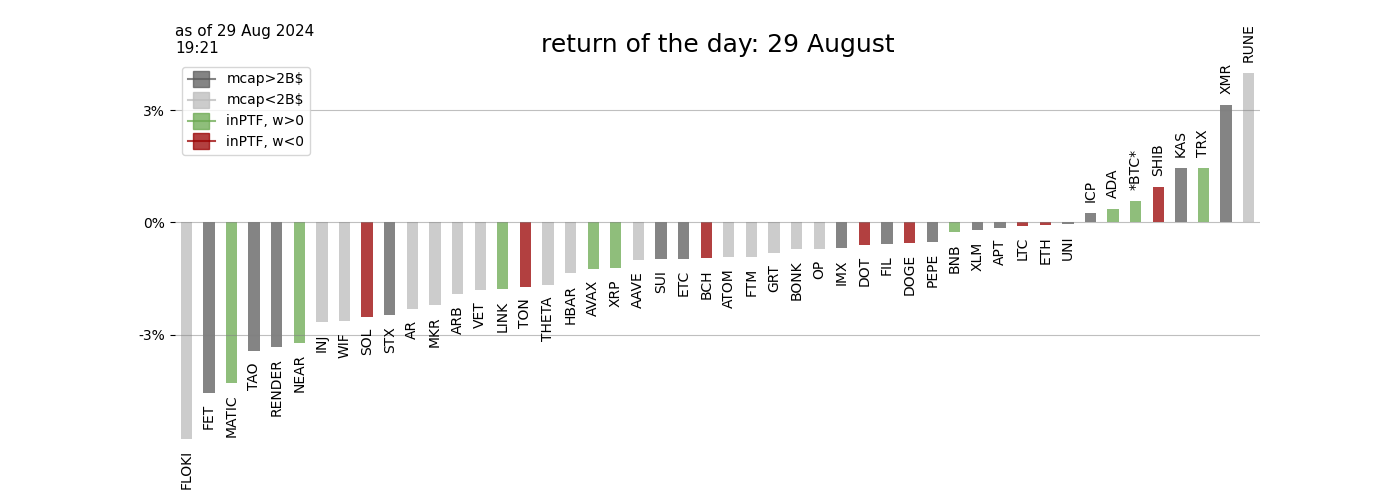 as of 29 Aug 2024
19:21
return of the day: 29 August
mcap>2B$
mcap<2B$
inPTF, w>0
inPTF, w<0
3%
0%
-3%
FLOKI
FET
MATIC
TAO
RENDER
NEAR
INJ
WIF
SOL
STX
AR
MKR
ARB
VET
LINK
TON
THETA
HBAR
AVAX
XRP
AAVE
SUI
ETC
BCH
ATOM
FTM
GRT
BONK
OP
IMX
DOT
FIL
DOGE
PEPE
BNB
XLM
APT
LTC
ETH
UNI
ICP
ADA
*BTC*
SHIB
KAS
TRX
XMR
RUNE